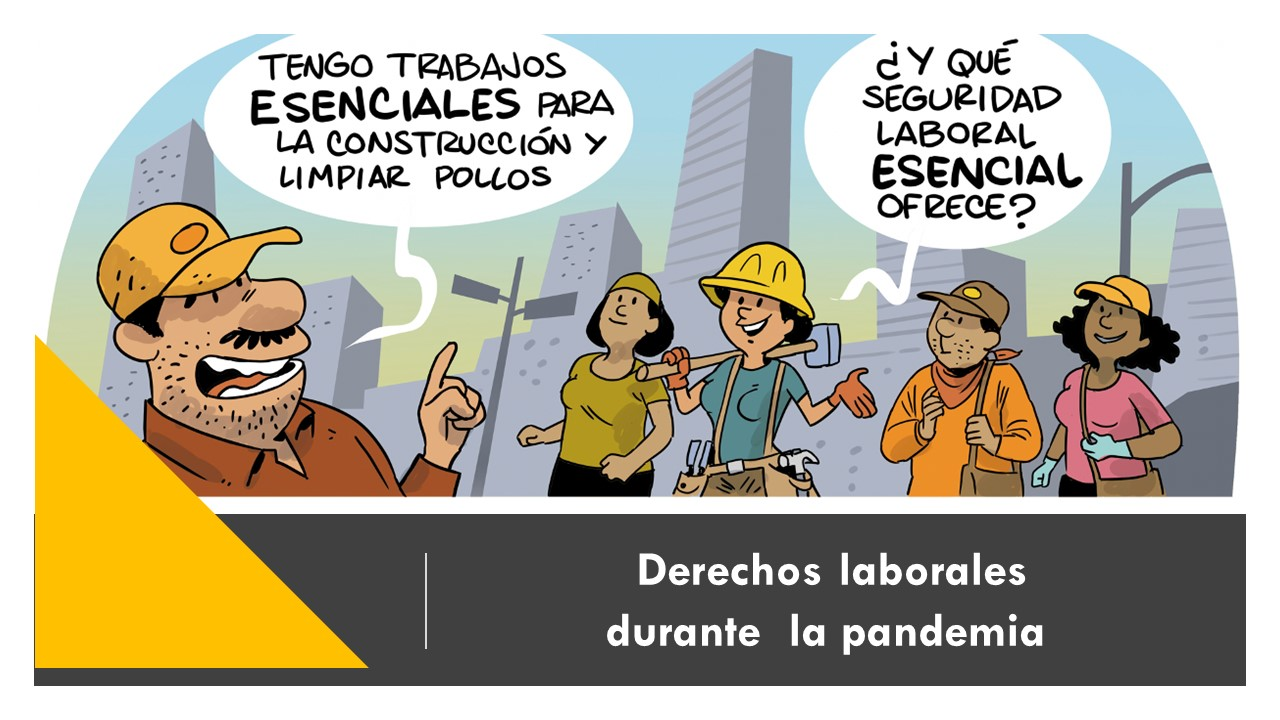 TENGO TRABAJOS
ESENCIALES PARA
LA CONSTRUCCIÓN Y
LIMPIAR POLLOS
¿Y QUÉ
SEGURIDAD
LABORAL
ESENCIAL
OFRECE?
Derechos laborales
durante la pandemia